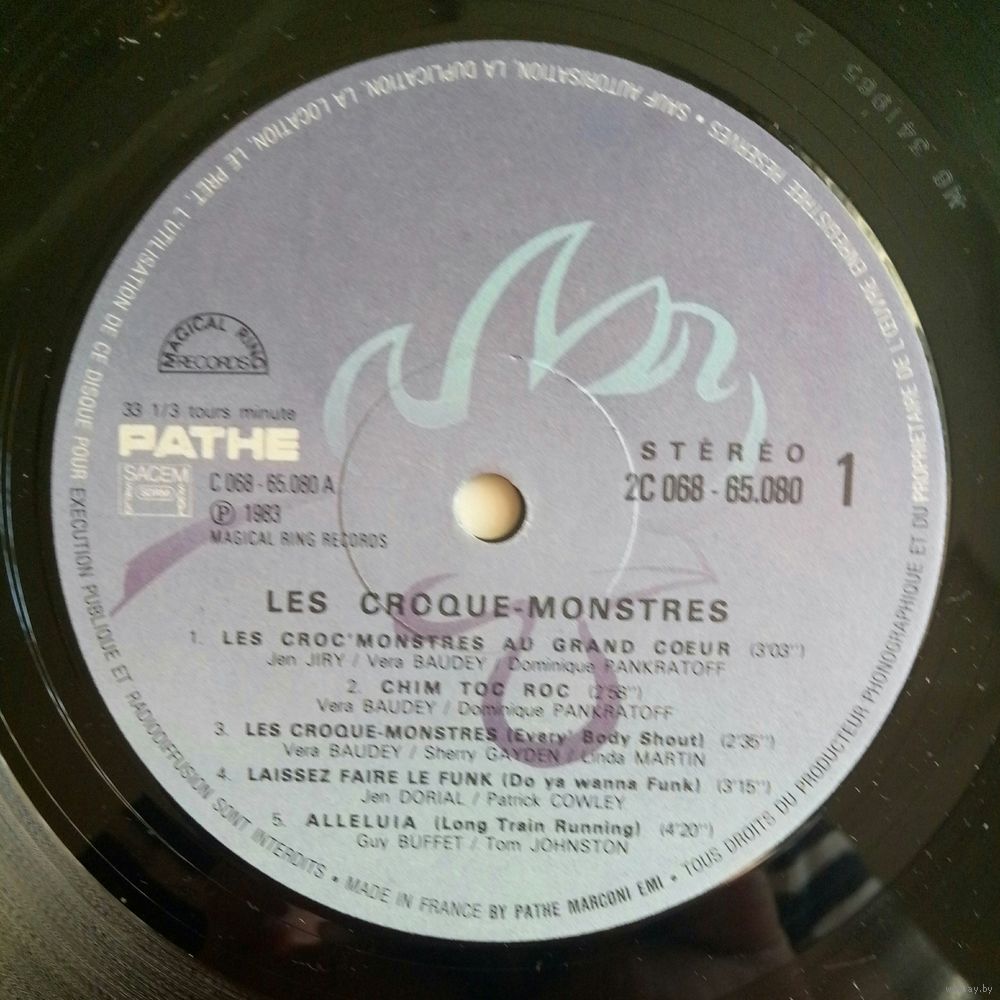 MAGICAL RING
RECORDS
33 1/3 tours minute
PATHE
SACEM
C 068 - 65.080 A
Ⓟ 1983
MAGICAL RING RECORDS
STÉRÉO
2C 068 - 65.080
1
LES CROQUE-MONSTRES
1. LES CROC'MONSTRES AU GRAND COEUR (3'03'')
Jen JIRY / Vera BAUDEY / Dominique PANKRATOFF
2. CHIM TOC ROC (2'58'')
Vera BAUDEY / Dominique PANKRATOFF
3. LES CROQUE-MONSTRES (Every' Body Shout) (2'35'')
Vera BAUDEY / Sherry GAYDEN / Linda MARTIN
4. LAISSEZ FAIRE LE FUNK (Do ya wanna Funk) (3'15'')
Jen DORIAL / Patrick COWLEY
5. ALLELUIA (Long Train Running) (4'20'')
Guy BUFFET / Tom JOHNSTON
MADE IN FRANCE BY PATHE MARCONI EMI • TOUS DROITS DU PRODUCTEUR PHONOGRAPHIQUE ET DU PROPRIETAIRE DE L'ŒUVRE ENREGISTREE RESERVES • SAUF AUTORISATION, LA DUPLICATION, LA LOCATION, LE PRET, L'UTILISATION DE CE DISQUE POUR EXECUTION PUBLIQUE ET RADIODIFFUSION SONT INTERDITS •